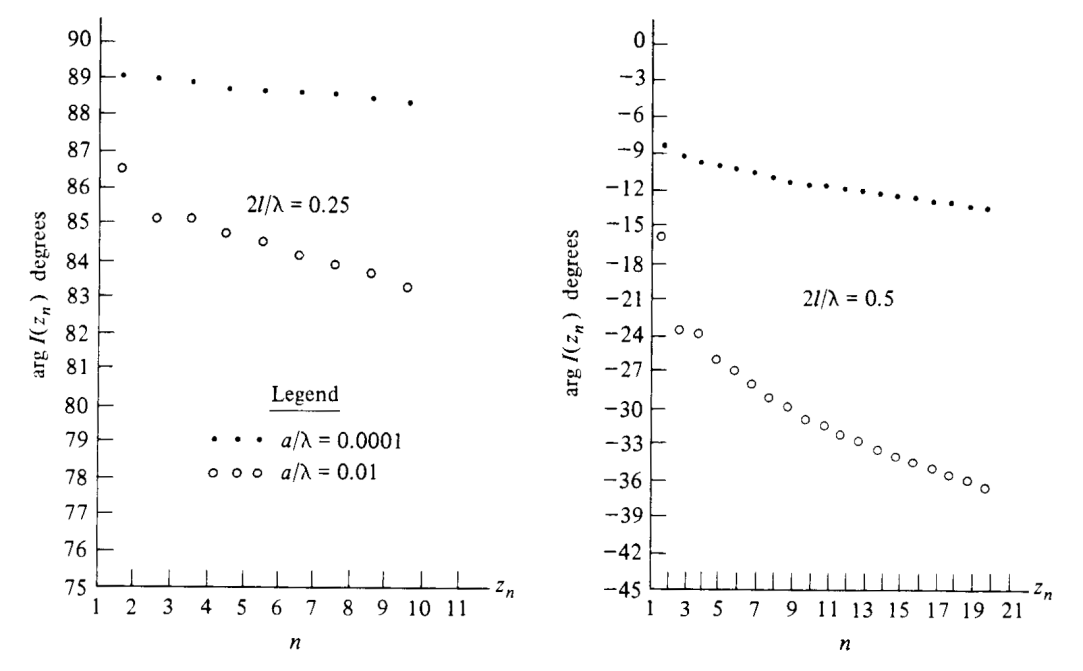 90
89
88
87
86
85
84
83
82
81
80
79
78
77
76
75
arg I(z_n) degrees
2l/λ = 0.25
Legend
a/λ = 0.0001
a/λ = 0.01
1 2 3 4 5 6 7 8 9 10 11
z_n
n
0
−3
−6
−9
−12
−15
−18
−21
−24
−27
−30
−33
−36
−39
−42
−45
arg I(z_n) degrees
2l/λ = 0.5
1 3 5 7 9 11 13 15 17 19 21
z_n
n